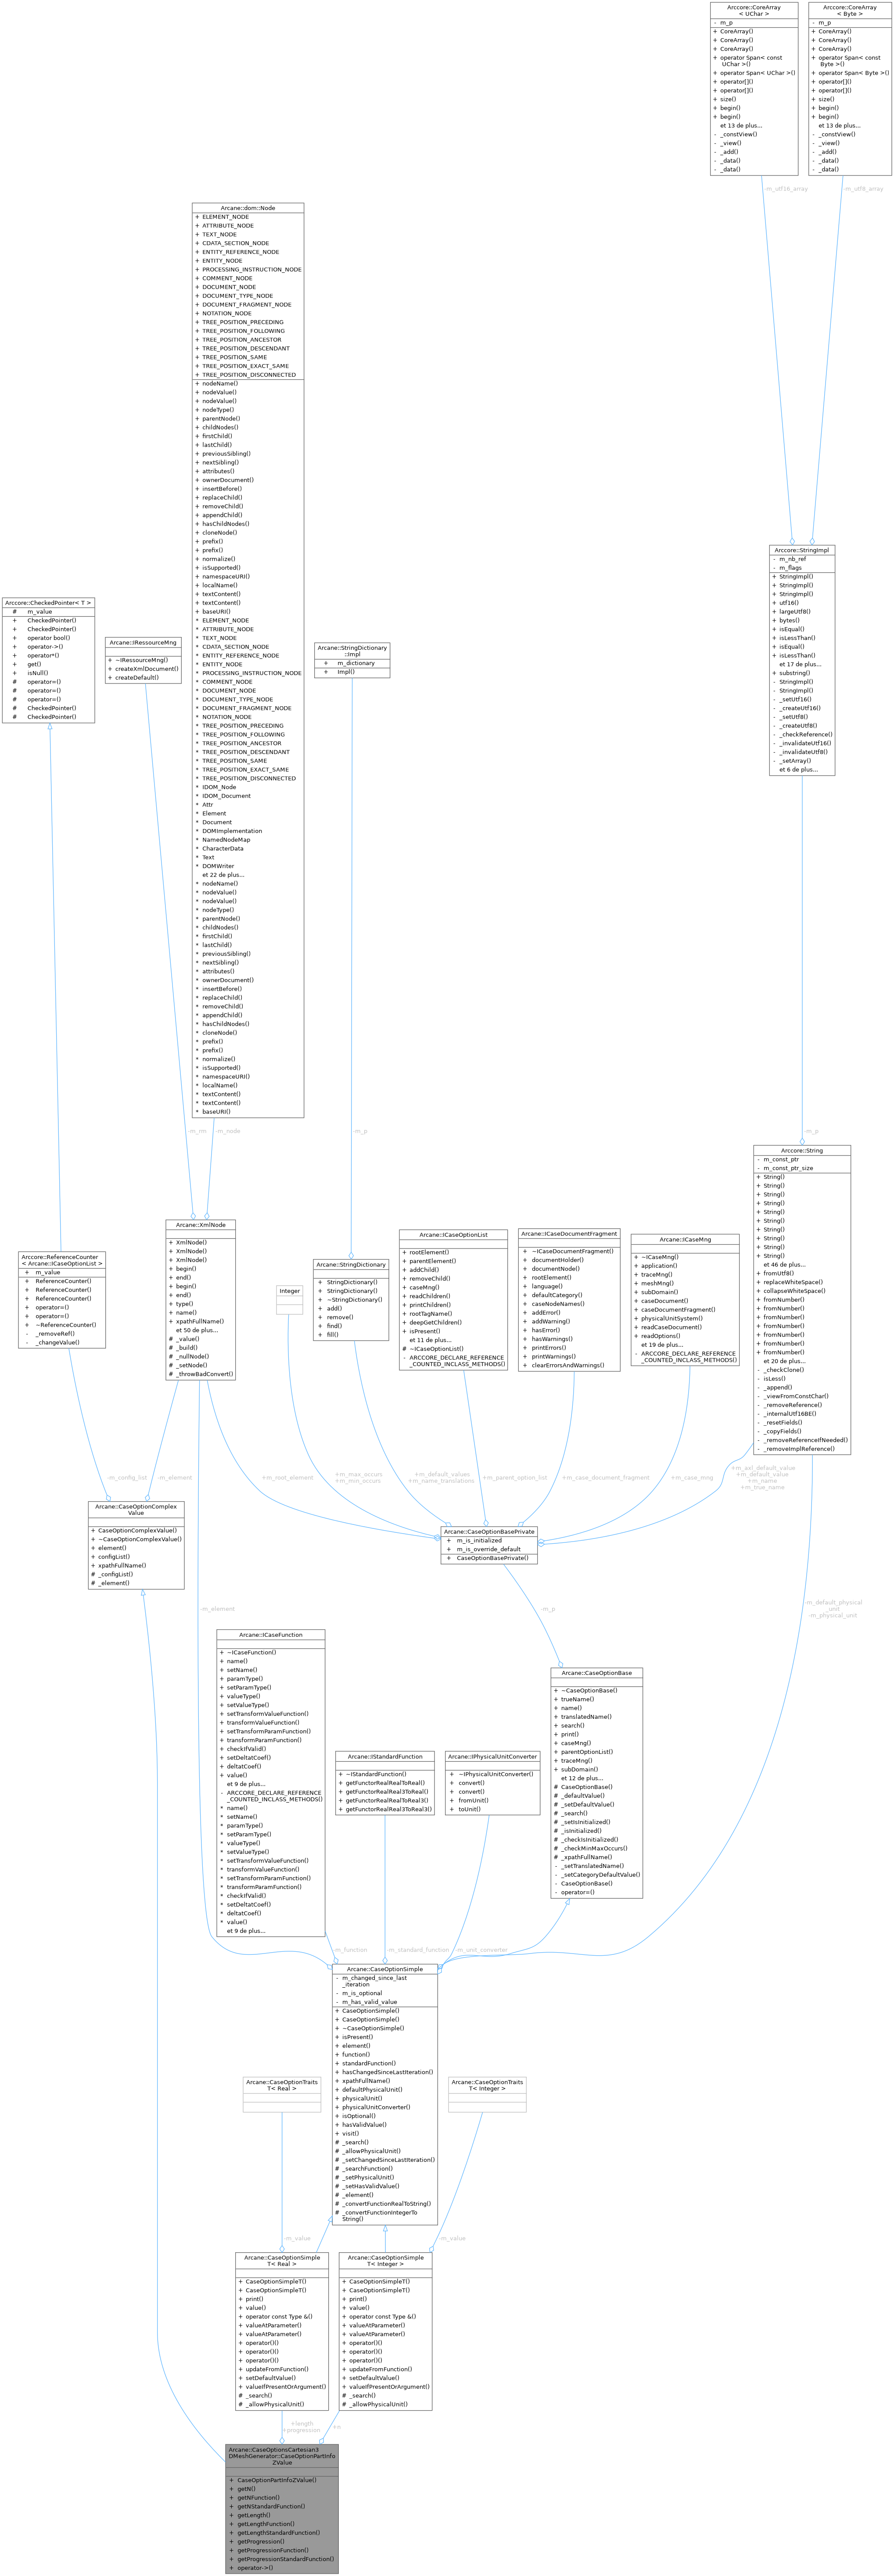 Arccore::CoreArray
< UChar >
- m_p
+ CoreArray()
+ CoreArray()
+ CoreArray()
+ operator Span< const
UChar >()
+ operator Span< UChar >()
+ operator[]()
+ operator[]()
+ size()
+ begin()
+ begin()
et 13 de plus...
- _constView()
- _view()
- _add()
- _data()
- _data()
Arccore::CoreArray
< Byte >
- m_p
+ CoreArray()
+ CoreArray()
+ CoreArray()
+ operator Span< const
Byte >()
+ operator Span< Byte >()
+ operator[]()
+ operator[]()
+ size()
+ begin()
+ begin()
et 13 de plus...
- _constView()
- _view()
- _add()
- _data()
- _data()
-m_utf16_array
-m_utf8_array
Arcane::dom::Node
+ ELEMENT_NODE
+ ATTRIBUTE_NODE
+ TEXT_NODE
+ CDATA_SECTION_NODE
+ ENTITY_REFERENCE_NODE
+ ENTITY_NODE
+ PROCESSING_INSTRUCTION_NODE
+ COMMENT_NODE
+ DOCUMENT_NODE
+ DOCUMENT_TYPE_NODE
+ DOCUMENT_FRAGMENT_NODE
+ NOTATION_NODE
+ TREE_POSITION_PRECEDING
+ TREE_POSITION_FOLLOWING
+ TREE_POSITION_ANCESTOR
+ TREE_POSITION_DESCENDANT
+ TREE_POSITION_SAME
+ TREE_POSITION_EXACT_SAME
+ TREE_POSITION_DISCONNECTED
+ nodeName()
+ nodeValue()
+ nodeValue()
+ nodeType()
+ parentNode()
+ childNodes()
+ firstChild()
+ lastChild()
+ previousSibling()
+ nextSibling()
+ attributes()
+ ownerDocument()
+ insertBefore()
+ replaceChild()
+ removeChild()
+ appendChild()
+ hasChildNodes()
+ cloneNode()
+ prefix()
+ prefix()
+ normalize()
+ isSupported()
+ namespaceURI()
+ localName()
+ textContent()
+ textContent()
+ baseURI()
* ELEMENT_NODE
* ATTRIBUTE_NODE
* TEXT_NODE
* CDATA_SECTION_NODE
* ENTITY_REFERENCE_NODE
* ENTITY_NODE
* PROCESSING_INSTRUCTION_NODE
* COMMENT_NODE
* DOCUMENT_NODE
* DOCUMENT_TYPE_NODE
* DOCUMENT_FRAGMENT_NODE
* NOTATION_NODE
* TREE_POSITION_PRECEDING
* TREE_POSITION_FOLLOWING
* TREE_POSITION_ANCESTOR
* TREE_POSITION_DESCENDANT
* TREE_POSITION_SAME
* TREE_POSITION_EXACT_SAME
* TREE_POSITION_DISCONNECTED
* IDOM_Node
* IDOM_Document
* Attr
* Element
* Document
* DOMImplementation
* NamedNodeMap
* CharacterData
* Text
* DOMWriter
et 22 de plus...
* nodeName()
* nodeValue()
* nodeValue()
* nodeType()
* parentNode()
* childNodes()
* firstChild()
* lastChild()
* previousSibling()
* nextSibling()
* attributes()
* ownerDocument()
* insertBefore()
* replaceChild()
* removeChild()
* appendChild()
* hasChildNodes()
* cloneNode()
* prefix()
* prefix()
* normalize()
* isSupported()
* namespaceURI()
* localName()
* textContent()
* textContent()
* baseURI()
Arccore::StringImpl
- m_nb_ref
- m_flags
+ StringImpl()
+ StringImpl()
+ StringImpl()
+ utf16()
+ largeUtf8()
+ bytes()
+ isEqual()
+ isLessThan()
+ isEqual()
+ isLessThan()
et 17 de plus...
+ substring()
- StringImpl()
- StringImpl()
- _setUtf16()
- _createUtf16()
- _setUtf8()
- _createUtf8()
- _checkReference()
- _invalidateUtf16()
- _invalidateUtf8()
- _setArray()
et 6 de plus...
Arccore::CheckedPointer< T >
# m_value
+ CheckedPointer()
+ CheckedPointer()
+ operator bool()
+ operator->()
+ operator*()
+ get()
+ isNull()
# operator=()
# operator=()
# operator=()
# CheckedPointer()
# CheckedPointer()
Arcane::IRessourceMng
+ ~IRessourceMng()
+ createXmlDocument()
+ createDefault()
Arcane::StringDictionary
::Impl
+ m_dictionary
+ Impl()
-m_rm
-m_node
-m_p
-m_p
Arccore::String
- m_const_ptr
- m_const_ptr_size
+ String()
+ String()
+ String()
+ String()
+ String()
+ String()
+ String()
+ String()
+ String()
+ String()
et 46 de plus...
+ fromUtf8()
+ replaceWhiteSpace()
+ collapseWhiteSpace()
+ fromNumber()
+ fromNumber()
+ fromNumber()
+ fromNumber()
+ fromNumber()
+ fromNumber()
+ fromNumber()
et 20 de plus...
- _checkClone()
- isLess()
- _append()
- _viewFromConstChar()
- _removeReference()
- _internalUtf16BE()
- _resetFields()
- _copyFields()
- _removeReferenceIfNeeded()
- _removeImplReference()
Arccore::ReferenceCounter
< Arcane::ICaseOptionList >
+ m_value
+ ReferenceCounter()
+ ReferenceCounter()
+ ReferenceCounter()
+ operator=()
+ operator=()
+ ~ReferenceCounter()
- _removeRef()
- _changeValue()
Arcane::XmlNode
+ XmlNode()
+ XmlNode()
+ XmlNode()
+ begin()
+ end()
+ begin()
+ end()
+ type()
+ name()
+ xpathFullName()
et 50 de plus...
# _value()
# _build()
# _nullNode()
# _setNode()
# _throwBadConvert()
Integer
Arcane::StringDictionary
+ StringDictionary()
+ StringDictionary()
+ ~StringDictionary()
+ add()
+ remove()
+ find()
+ fill()
Arcane::ICaseOptionList
+ rootElement()
+ parentElement()
+ addChild()
+ removeChild()
+ caseMng()
+ readChildren()
+ printChildren()
+ rootTagName()
+ deepGetChildren()
+ isPresent()
et 11 de plus...
# ~ICaseOptionList()
- ARCCORE_DECLARE_REFERENCE
_COUNTED_INCLASS_METHODS()
Arcane::ICaseDocumentFragment
+ ~ICaseDocumentFragment()
+ documentHolder()
+ documentNode()
+ rootElement()
+ language()
+ defaultCategory()
+ caseNodeNames()
+ addError()
+ addWarning()
+ hasError()
+ hasWarnings()
+ printErrors()
+ printWarnings()
+ clearErrorsAndWarnings()
Arcane::ICaseMng
+ ~ICaseMng()
+ application()
+ traceMng()
+ meshMng()
+ subDomain()
+ caseDocument()
+ caseDocumentFragment()
+ physicalUnitSystem()
+ readCaseDocument()
+ readOptions()
et 19 de plus...
- ARCCORE_DECLARE_REFERENCE
_COUNTED_INCLASS_METHODS()
-m_config_list
-m_element
+m_root_element
+m_max_occurs
+m_min_occurs
+m_default_values
+m_name_translations
+m_parent_option_list
+m_case_document_fragment
+m_case_mng
+m_axl_default_value
+m_default_value
+m_name
+m_true_name
Arcane::CaseOptionComplex
Value
+ CaseOptionComplexValue()
+ ~CaseOptionComplexValue()
+ element()
+ configList()
+ xpathFullName()
# _configList()
# _element()
Arcane::CaseOptionBasePrivate
+ m_is_initialized
+ m_is_override_default
+ CaseOptionBasePrivate()
-m_element
-m_p
-m_default_physical
_unit
-m_physical_unit
Arcane::ICaseFunction
+ ~ICaseFunction()
+ name()
+ setName()
+ paramType()
+ setParamType()
+ valueType()
+ setValueType()
+ setTransformValueFunction()
+ transformValueFunction()
+ setTransformParamFunction()
+ transformParamFunction()
+ checkIfValid()
+ setDeltatCoef()
+ deltatCoef()
+ value()
et 9 de plus...
- ARCCORE_DECLARE_REFERENCE
_COUNTED_INCLASS_METHODS()
* name()
* setName()
* paramType()
* setParamType()
* valueType()
* setValueType()
* setTransformValueFunction()
* transformValueFunction()
* setTransformParamFunction()
* transformParamFunction()
* checkIfValid()
* setDeltatCoef()
* deltatCoef()
* value()
et 9 de plus...
Arcane::IStandardFunction
+ ~IStandardFunction()
+ getFunctorRealRealToReal()
+ getFunctorRealReal3ToReal()
+ getFunctorRealRealToReal3()
+ getFunctorRealReal3ToReal3()
Arcane::IPhysicalUnitConverter
+ ~IPhysicalUnitConverter()
+ convert()
+ convert()
+ fromUnit()
+ toUnit()
Arcane::CaseOptionBase
+ ~CaseOptionBase()
+ trueName()
+ name()
+ translatedName()
+ search()
+ print()
+ caseMng()
+ parentOptionList()
+ traceMng()
+ subDomain()
et 12 de plus...
# CaseOptionBase()
# _defaultValue()
# _setDefaultValue()
# _search()
# _setIsInitialized()
# _isInitialized()
# _checkIsInitialized()
# _checkMinMaxOccurs()
# _xpathFullName()
- _setTranslatedName()
- _setCategoryDefaultValue()
- CaseOptionBase()
- operator=()
-m_function
-m_standard_function
-m_unit_converter
Arcane::CaseOptionSimple
- m_changed_since_last
_iteration
- m_is_optional
- m_has_valid_value
+ CaseOptionSimple()
+ CaseOptionSimple()
+ ~CaseOptionSimple()
+ isPresent()
+ element()
+ function()
+ standardFunction()
+ hasChangedSinceLastIteration()
+ xpathFullName()
+ defaultPhysicalUnit()
+ physicalUnit()
+ physicalUnitConverter()
+ isOptional()
+ hasValidValue()
+ visit()
# _search()
# _allowPhysicalUnit()
# _setChangedSinceLastIteration()
# _searchFunction()
# _setPhysicalUnit()
# _setHasValidValue()
# _element()
# _convertFunctionRealToString()
# _convertFunctionIntegerTo
String()
Arcane::CaseOptionTraits
T< Real >
Arcane::CaseOptionTraits
T< Integer >
-m_value
-m_value
Arcane::CaseOptionSimple
T< Real >
+ CaseOptionSimpleT()
+ CaseOptionSimpleT()
+ print()
+ value()
+ operator const Type &()
+ valueAtParameter()
+ valueAtParameter()
+ operator()()
+ operator()()
+ operator()()
+ updateFromFunction()
+ setDefaultValue()
+ valueIfPresentOrArgument()
# _search()
# _allowPhysicalUnit()
Arcane::CaseOptionSimple
T< Integer >
+ CaseOptionSimpleT()
+ CaseOptionSimpleT()
+ print()
+ value()
+ operator const Type &()
+ valueAtParameter()
+ valueAtParameter()
+ operator()()
+ operator()()
+ operator()()
+ updateFromFunction()
+ setDefaultValue()
+ valueIfPresentOrArgument()
# _search()
# _allowPhysicalUnit()
+length
+progression
+n
Arcane::CaseOptionsCartesian3
DMeshGenerator::CaseOptionPartInfo
ZValue
+ CaseOptionPartInfoZValue()
+ getN()
+ getNFunction()
+ getNStandardFunction()
+ getLength()
+ getLengthFunction()
+ getLengthStandardFunction()
+ getProgression()
+ getProgressionFunction()
+ getProgressionStandardFunction()
+ operator->()